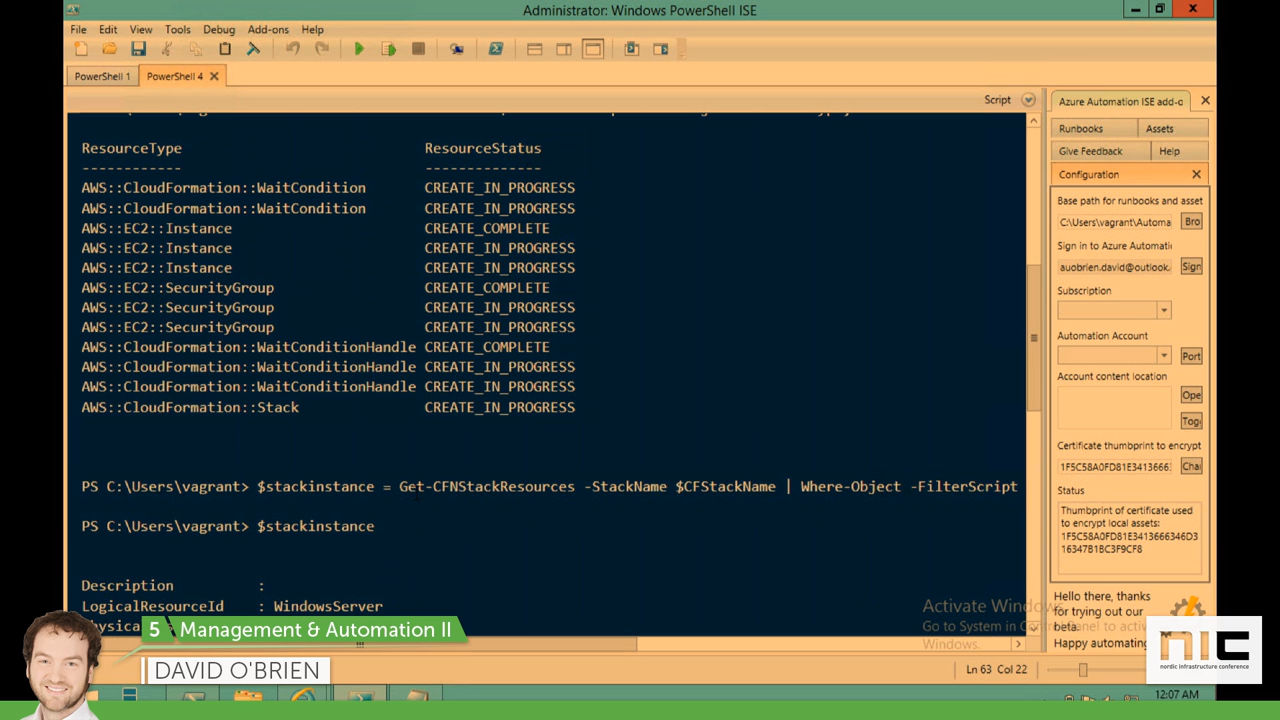 Administrator: Windows PowerShell ISE
File Edit View Tools Debug Add-ons Help
PowerShell 1 PowerShell 4
Script
ResourceType ResourceStatus
------------ --------------
AWS::CloudFormation::WaitCondition CREATE_IN_PROGRESS
AWS::CloudFormation::WaitCondition CREATE_IN_PROGRESS
AWS::EC2::Instance CREATE_COMPLETE
AWS::EC2::Instance CREATE_IN_PROGRESS
AWS::EC2::Instance CREATE_IN_PROGRESS
AWS::EC2::SecurityGroup CREATE_COMPLETE
AWS::EC2::SecurityGroup CREATE_IN_PROGRESS
AWS::EC2::SecurityGroup CREATE_IN_PROGRESS
AWS::CloudFormation::WaitConditionHandle CREATE_COMPLETE
AWS::CloudFormation::WaitConditionHandle CREATE_IN_PROGRESS
AWS::CloudFormation::WaitConditionHandle CREATE_IN_PROGRESS
AWS::CloudFormation::Stack CREATE_IN_PROGRESS
PS C:\Users\vagrant> $stackinstance = Get-CFNStackResources -StackName $CFStackName | Where-Object -FilterScript
PS C:\Users\vagrant> $stackinstance
Description :
LogicalResourceId : WindowsServer
Azure Automation ISE add-o
Runbooks Assets
Give Feedback Help
Configuration
Base path for runbooks and asset
C:\Users\vagrant\Automa Bro
Sign in to Azure Automati
auobrien.david@outlook. Sign
Subscription
Automation Account
Port
Account content location
Ope
Tog
Certificate thumbprint to encrypt
1F5C58A0FD81E3413666: Cha
Status
Thumbprint of certificate used
to encrypt local assets:
1F5C58A0FD81E3413666346D3
16347B1BC3F9CF8
Hello there, thanks
for trying out our
beta.
Happy automating
Activate Windows
Go to System in Control Panel to activ
Windows.
5 Management & Automation II
DAVID O'BRIEN
Ln 63 Col 22
nic
nordic infrastructure conference
12:07 AM